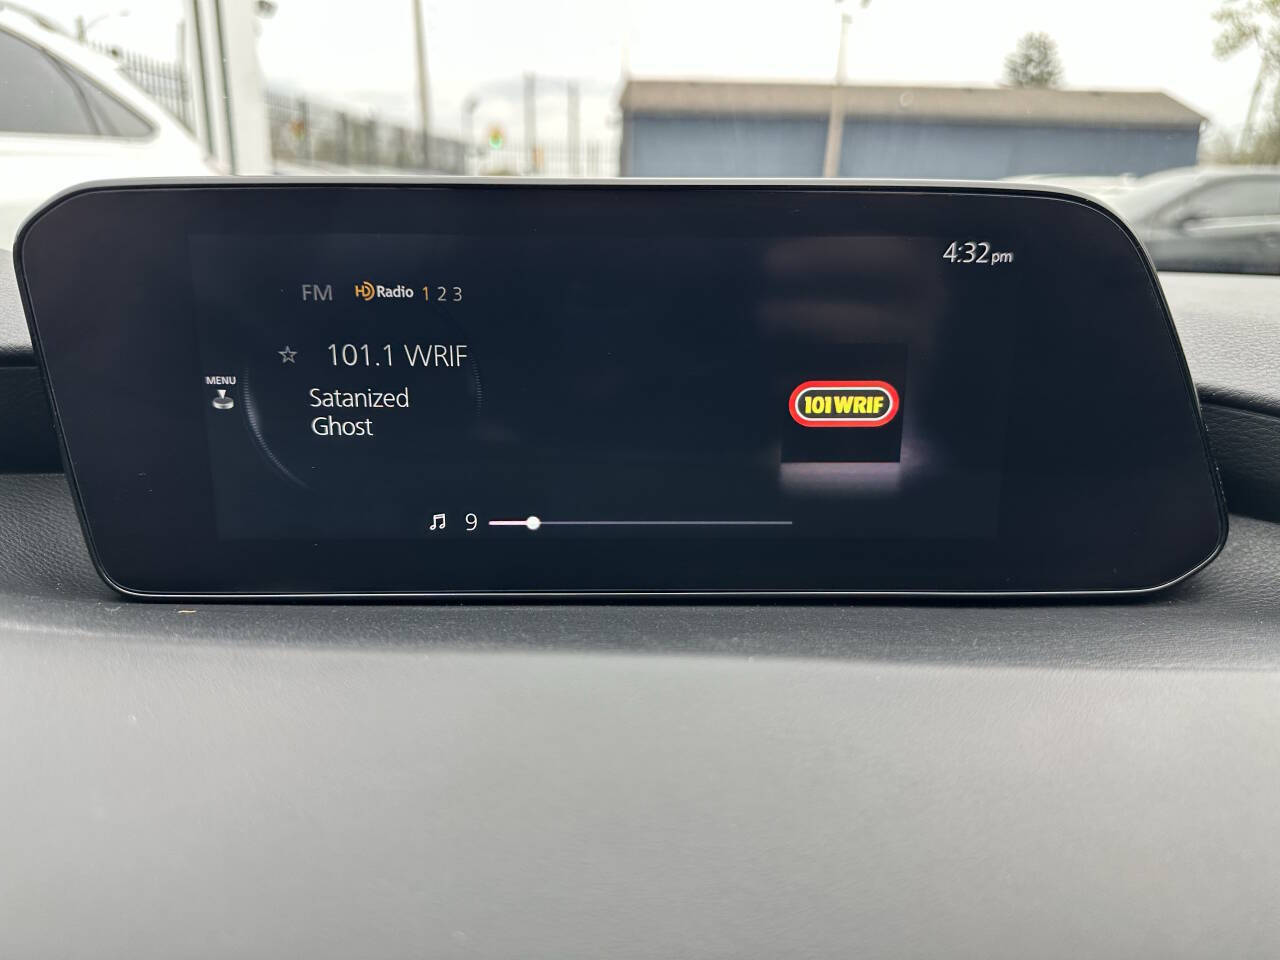 4:32pm
FM HD Radio 1 2 3
101.1 WRIF
MENU
Satanized
Ghost
101WRIF
9